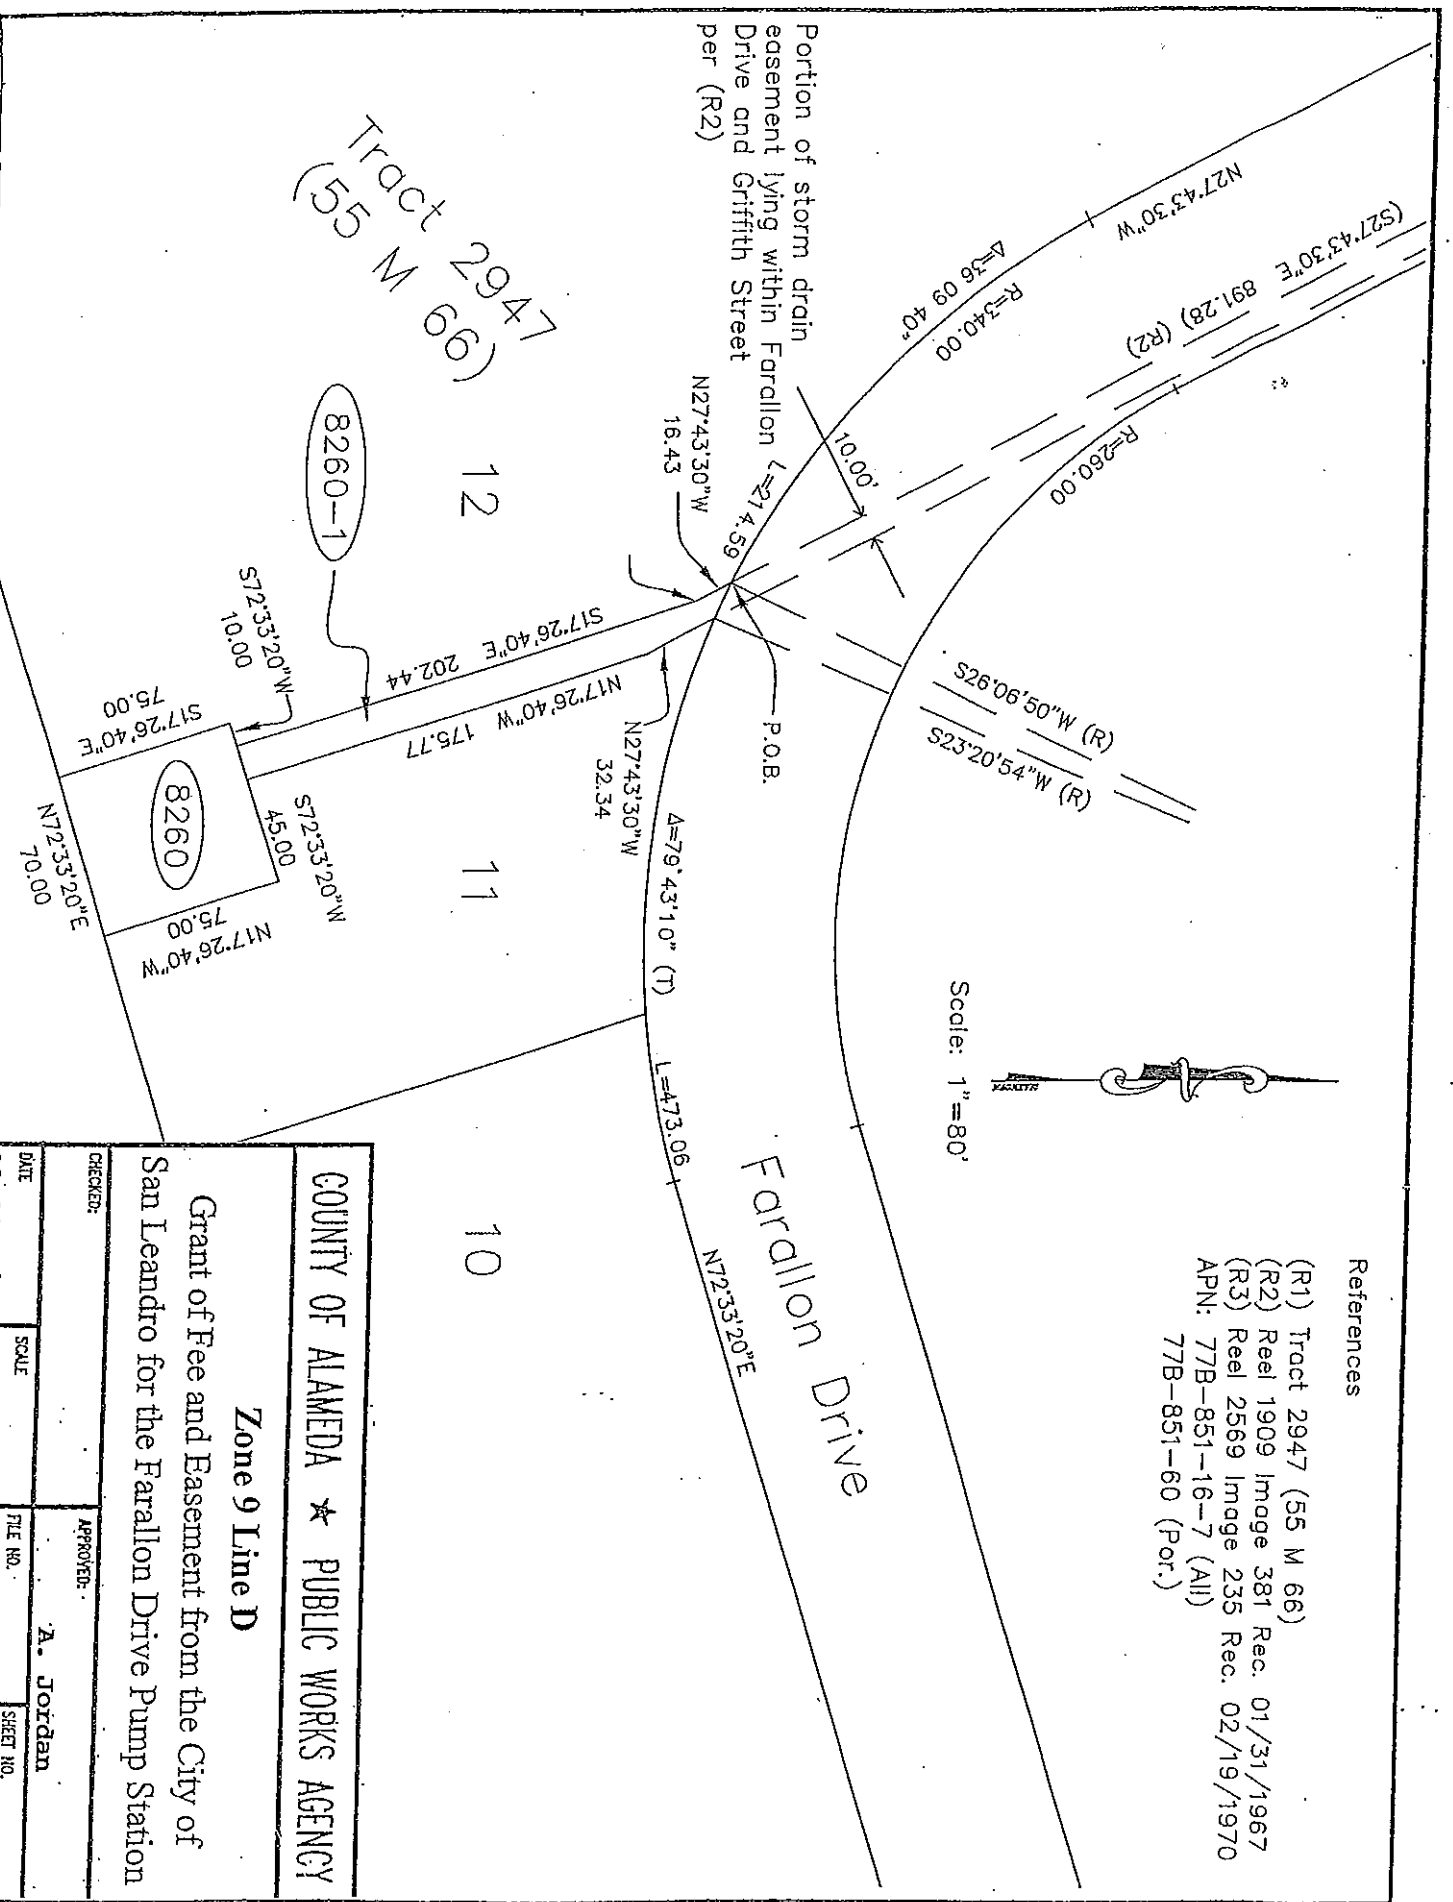 References
(R1) Tract 2947 (55 M 66)
(R2) Reel 1909 Image 381 Rec. 01/31/1967
(R3) Reel 2569 Image 235 Rec. 02/19/1970
APN: 77B-851-16-7 (All)
77B-851-60 (Por.)
Scale: 1"=80'
Portion of storm drain
easement lying within Farallon
Drive and Griffith Street
per (R2)
N27°43'30"W
(S27°43'30"E 891.28) (R2)
Δ=36 09 40"
R=340.00
R=260.00
10.00'
L=214.59
N27°43'30"W
16.43
P.O.B.
S26°06'50"W (R)
S23°20'54"W (R)
Tract 2947
(55 M 66)
12
8260-1
S17°26'40"E 202.44
N17°26'40"W 175.77
N27°43'30"W
32.34
Δ=79°43'10" (T)
L=473.06
N72°33'20"E
Farallon Drive
S72°33'20"W
10.00
S17°26'40"E
75.00
8260
S72°33'20"W
45.00
N17°26'40"W
75.00
N72°33'20"E
70.00
11
10
COUNTY OF ALAMEDA ★ PUBLIC WORKS AGENCY
Zone 9 Line D
Grant of Fee and Easement from the City of
San Leandro for the Farallon Drive Pump Station
CHECKED:
APPROVED:
A. Jordan
DATE
SCALE
FILE NO.
SHEET NO.